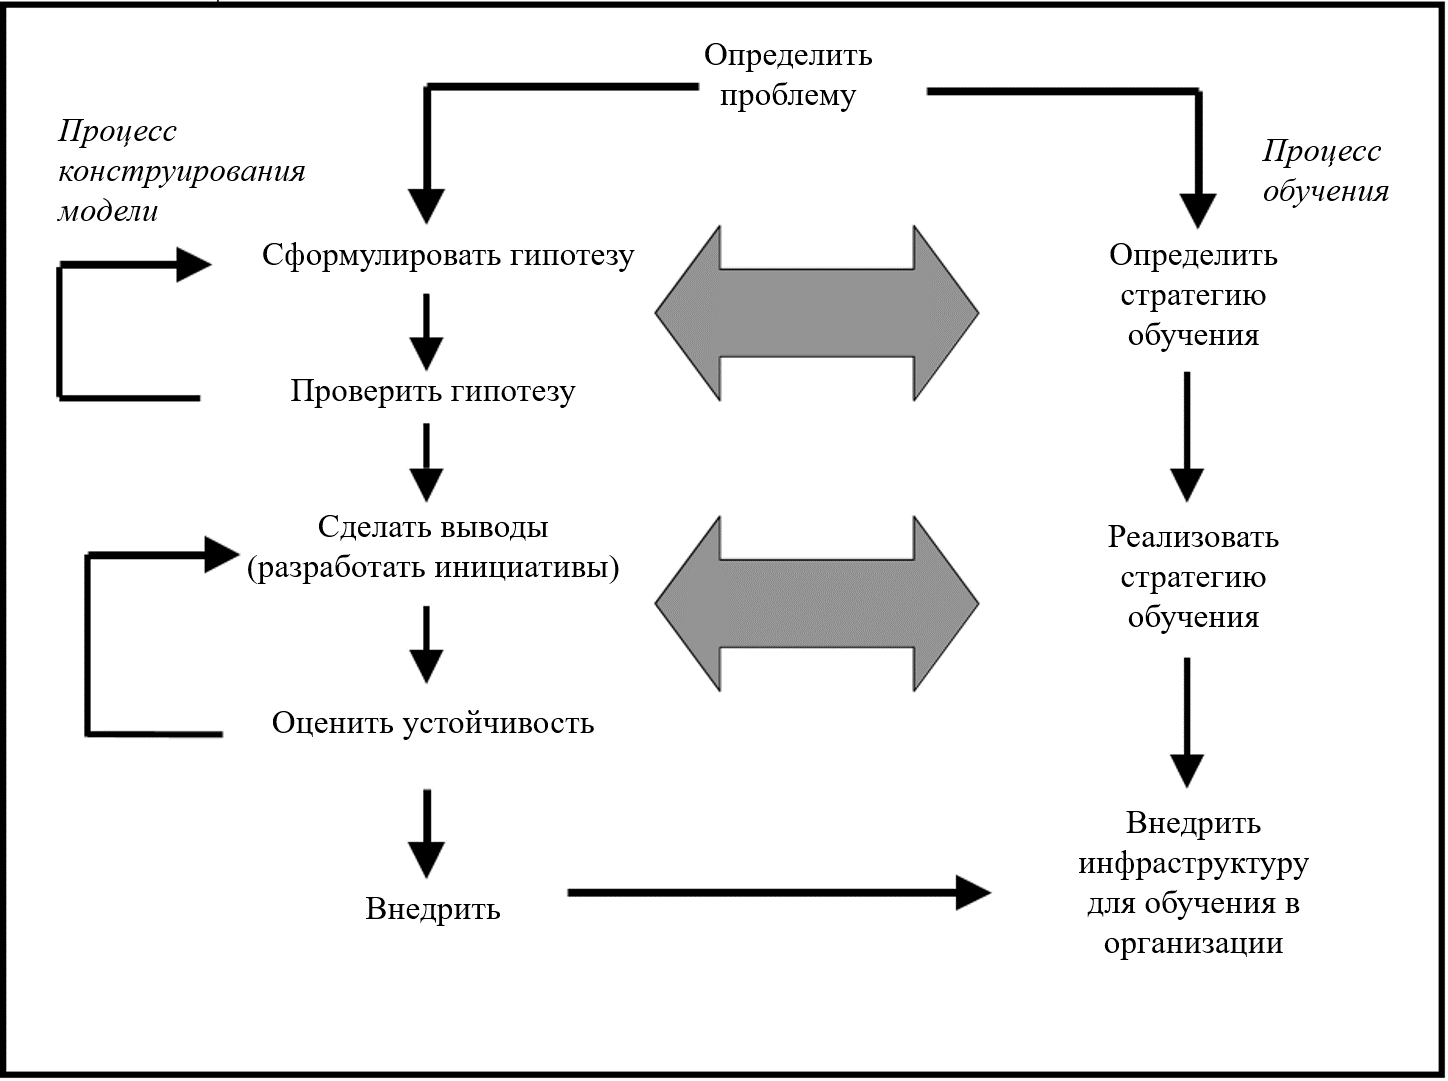 Определить
проблему
Процесс
конструирования
модели
Процесс
обучения
Сформулировать гипотезу
Определить
стратегию
обучения
Проверить гипотезу
Сделать выводы
(разработать инициативы)
Реализовать
стратегию
обучения
Оценить устойчивость
Внедрить
Внедрить
инфраструктуру
для обучения в
организации